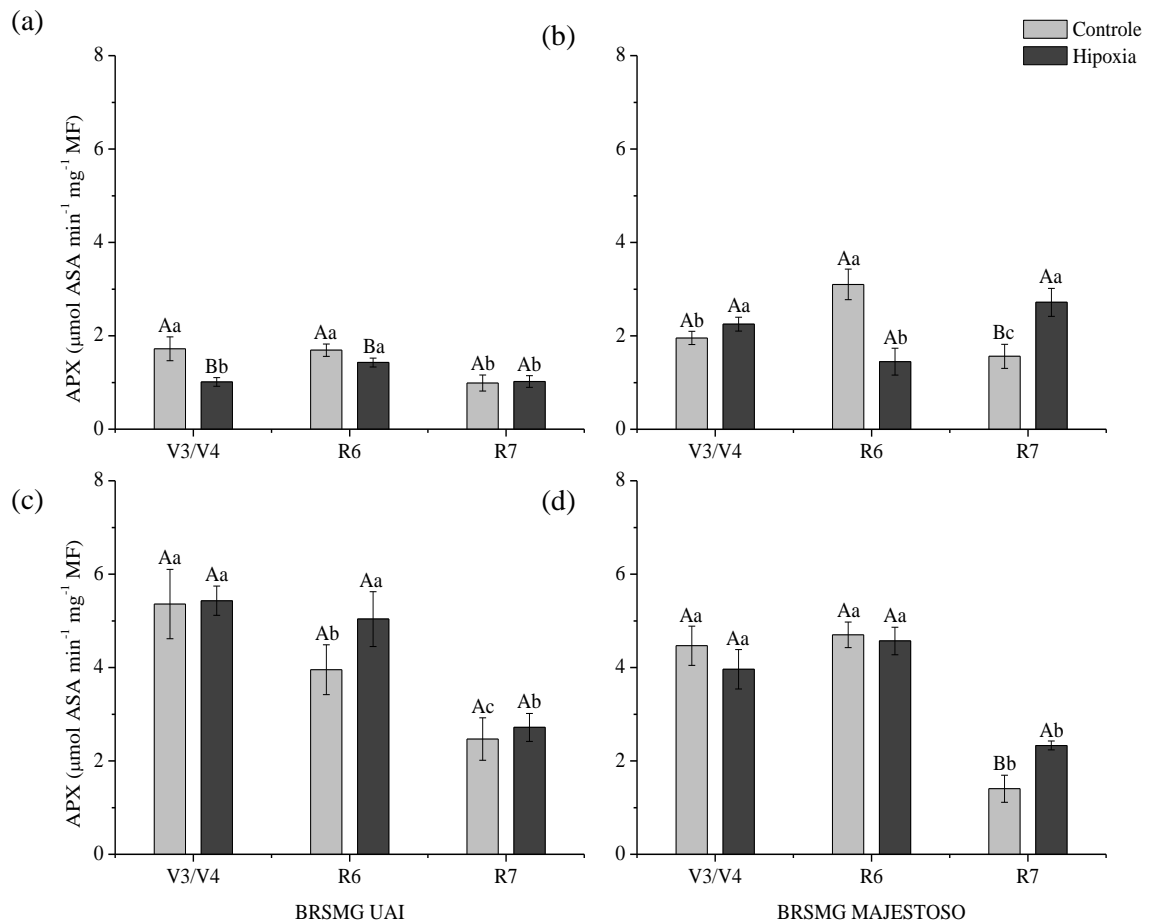 (a)
(b)
Controle
Hipoxia
APX (μmol ASA min⁻¹ mg⁻¹ MF)
8
6
4
2
0
Aa
Bb
Aa
Ba
Ab
Ab
V3/V4
R6
R7
8
6
4
2
0
Ab
Aa
Aa
Ab
Bc
Aa
V3/V4
R6
R7
(c)
(d)
APX (μmol ASA min⁻¹ mg⁻¹ MF)
8
6
4
2
0
Aa
Aa
Ab
Aa
Ac
Ab
V3/V4
R6
R7
BRSMG UAI
8
6
4
2
0
Aa
Aa
Aa
Aa
Bb
Ab
V3/V4
R6
R7
BRSMG MAJESTOSO